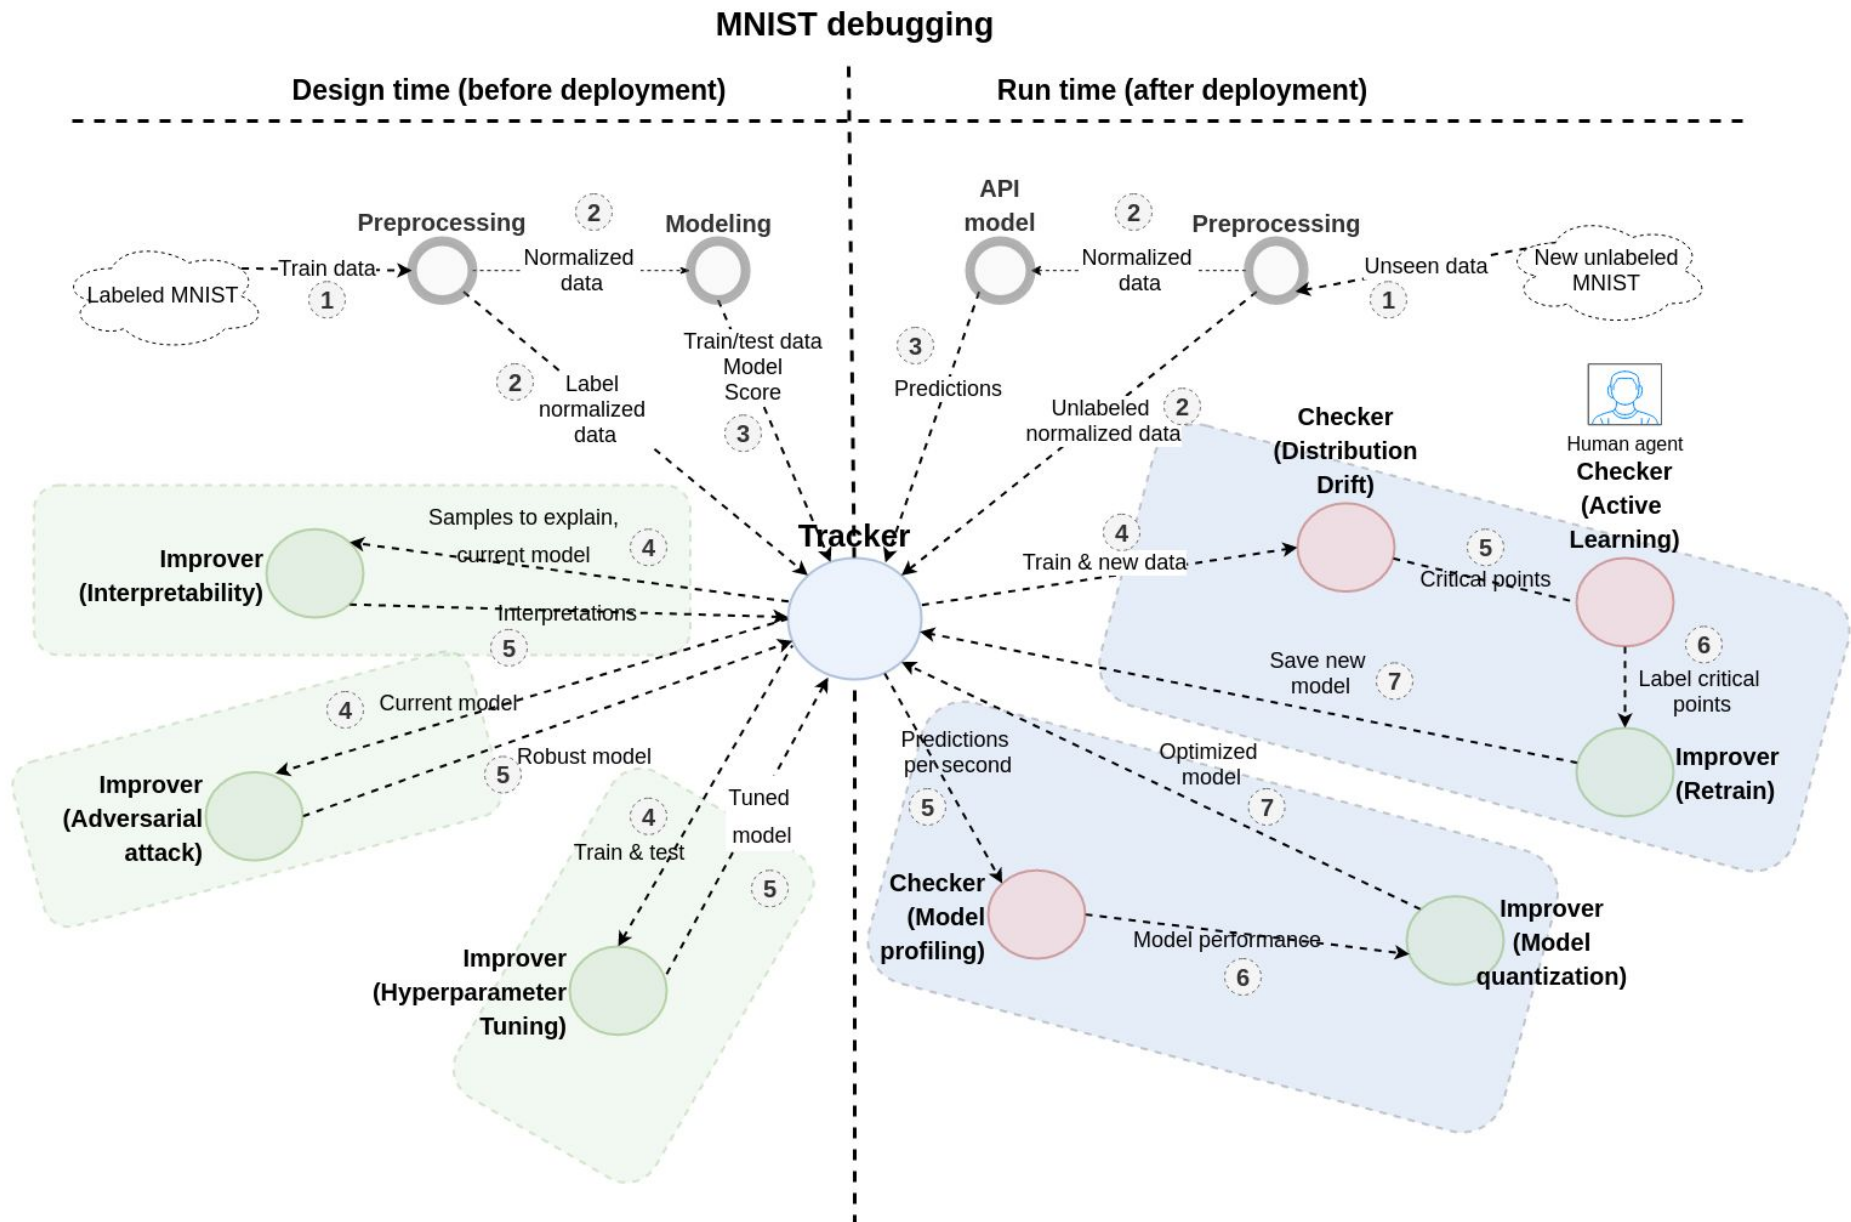 MNIST debugging
Design time (before deployment)
Run time (after deployment)
Labeled MNIST
Train data
1
Preprocessing
2
Normalized
data
Modeling
2
Label
normalized
data
Train/test data
Model
Score
3
API
model
2
Normalized
data
Preprocessing
Unseen data
1
New unlabeled
MNIST
3
Predictions
Unlabeled
normalized data
2
Tracker
Improver
(Interpretability)
Samples to explain,
current model
4
Interpretations
5
Improver
(Adversarial
attack)
4
Current model
5
Robust model
Improver
(Hyperparameter
Tuning)
4
Train & test
Tuned
model
5
4
Train & new data
Checker
(Distribution
Drift)
5
Critical points
Human agent
Checker
(Active
Learning)
6
Label critical
points
Improver
(Retrain)
Save new
model
7
Predictions
per second
5
Checker
(Model
profiling)
Model performance
6
Improver
(Model
quantization)
Optimized
model
7